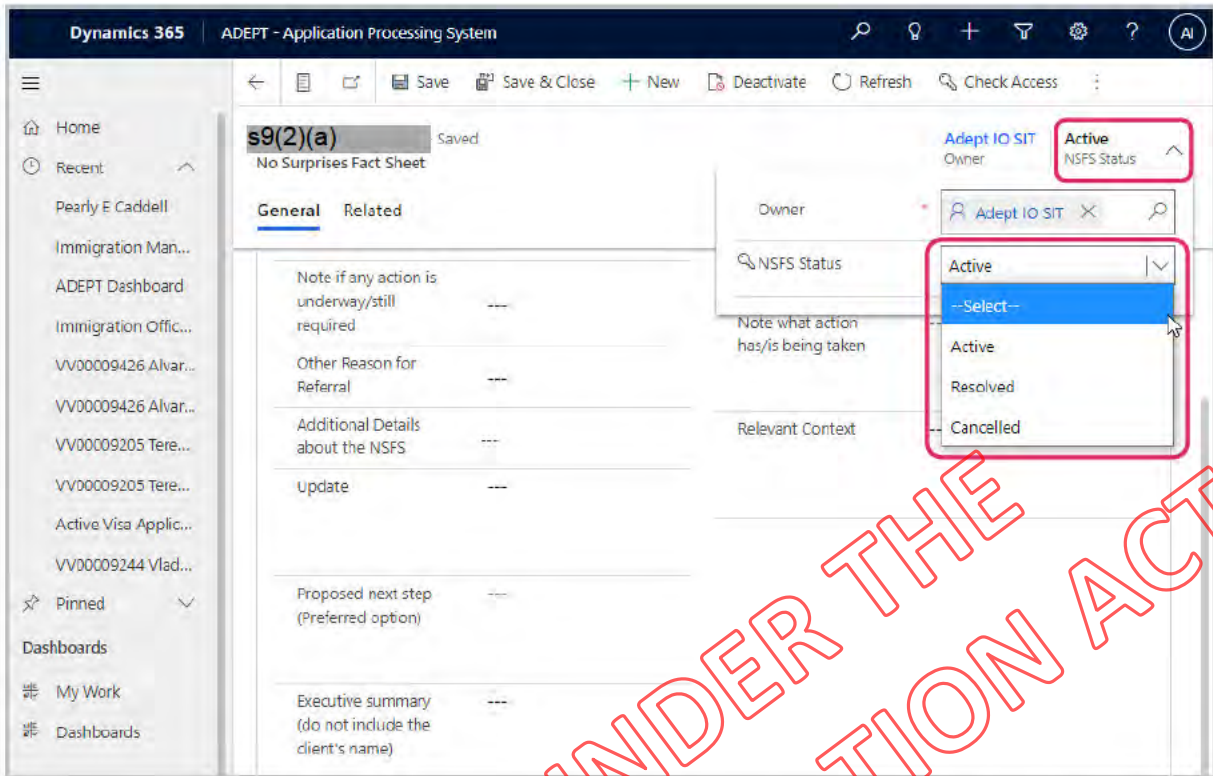 Dynamics 365
ADEPT - Application Processing System
?
AI
Save
Save & Close
New
Deactivate
Refresh
Check Access
Home
Recent
Pearly E Caddell
Immigration Man...
ADEPT Dashboard
Immigration Offic...
VV00009426 Alvar...
VV00009426 Alvar...
VV00009205 Tere...
VV00009205 Tere...
Active Visa Applic...
VV00009244 Vlad...
Pinned
Dashboards
My Work
Dashboards
s9(2)(a)
- Saved
No Surprises Fact Sheet
Adept IO SIT
Owner
Active
NSFS Status
General
Related
Owner
*
Adept IO SIT
NSFS Status
Active
--Select--
Active
Resolved
Cancelled
Note if any action is
underway/still
required
---
Other Reason for
Referral
---
Additional Details
about the NSFS
---
Update
---
Proposed next step
(Preferred option)
---
Executive summary
(do not include the
client's name)
---
Note what action
has/is being taken
--
Relevant Context
--
UNDER THE
TION ACT